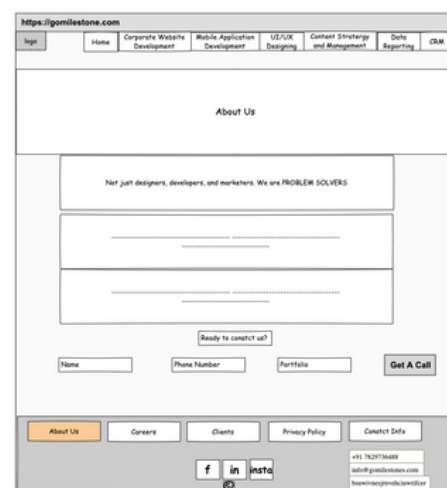 https://gomilestone.com
logo
Home
Corporate Website
Development
Mobile Application
Development
UI/UX
Designing
Content Stratergy
and Management
Data
Reporting
CRM
About Us
Not just designers, developers, and marketers. We are PROBLEM SOLVERS
Ready to conatct us?
Name
Phone Number
Portfolio
Get A Call
About Us
Careers
Clients
Privacy Policy
Conatct Info
f
in
insta
©
+91 7829736488
info@gomilestones.com